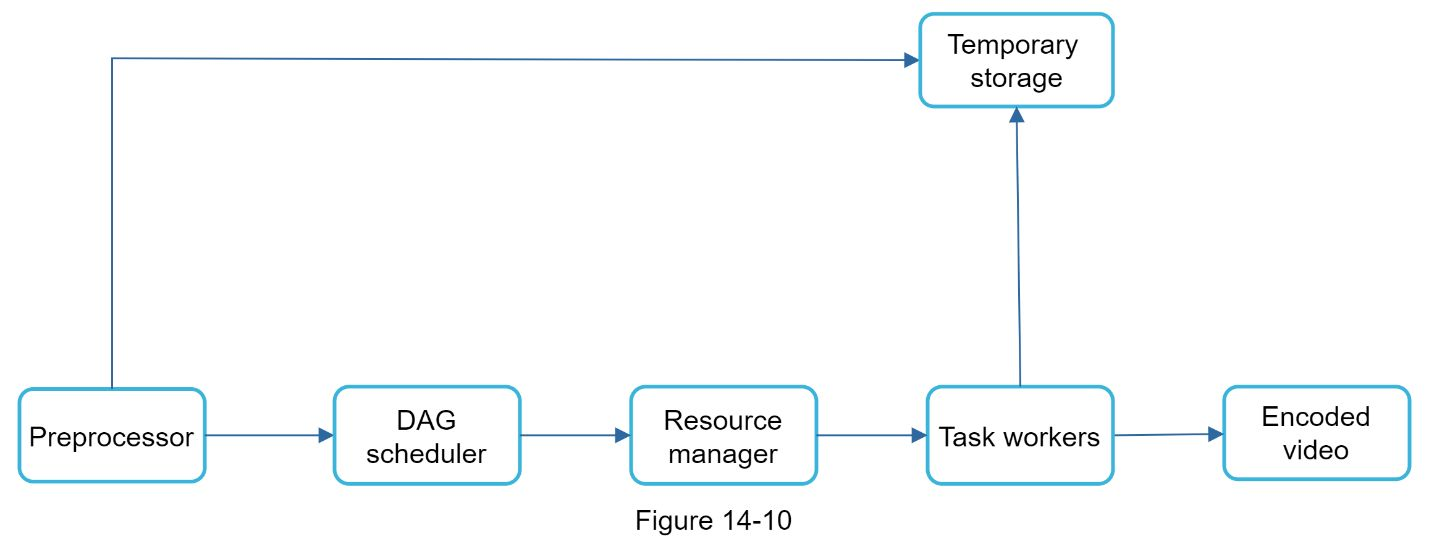 Temporary
storage
Preprocessor
DAG
scheduler
Resource
manager
Task workers
Encoded
video
Figure 14-10